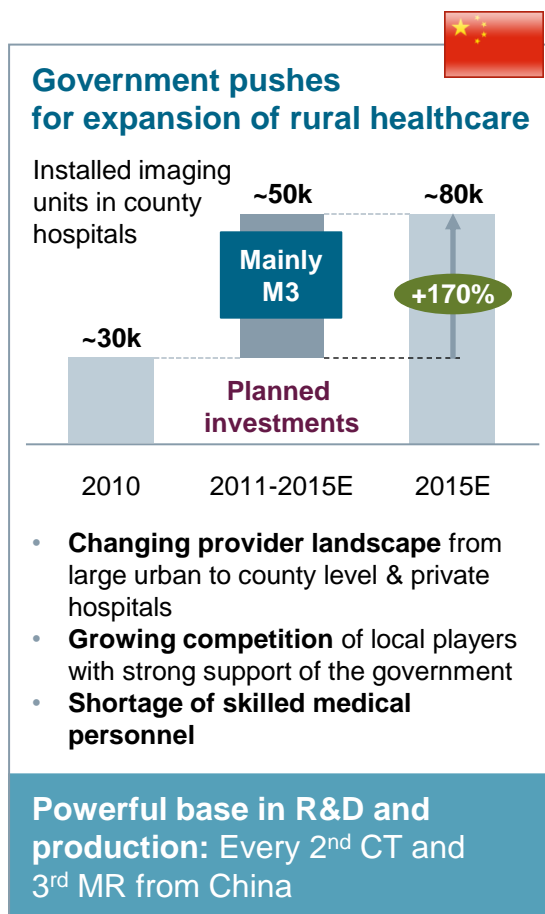 Government pushes
for expansion of rural healthcare
Installed imaging
units in county
hospitals
~50k
~80k
Mainly
M3
+170%
~30k
Planned
investments
2010
2011-2015E
2015E
• Changing provider landscape from
large urban to county level & private
hospitals
• Growing competition of local players
with strong support of the government
• Shortage of skilled medical
personnel
Powerful base in R&D and
production: Every 2nd CT and
3rd MR from China